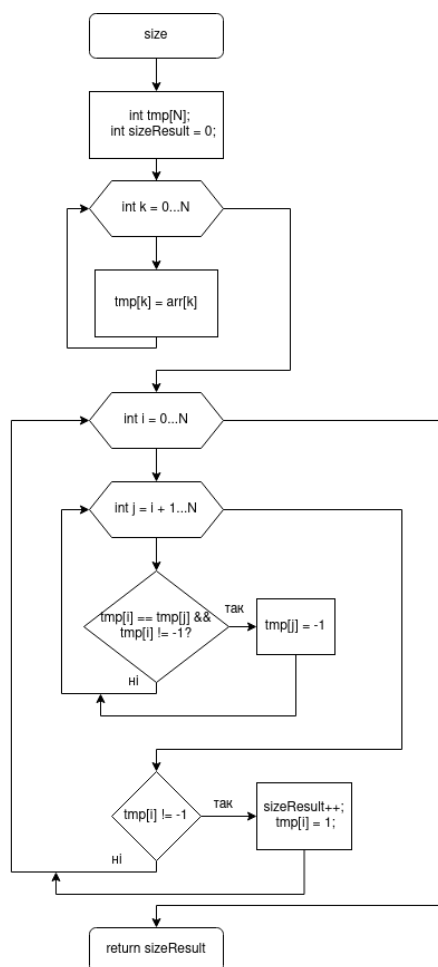 size
int tmp[N];
int sizeResult = 0;
int k = 0...N
tmp[k] = arr[k]
int i = 0...N
int j = i + 1...N
tmp[i] == tmp[j] &&
tmp[i] != -1?
так
tmp[j] = -1
ні
tmp[i] != -1
так
sizeResult++;
tmp[i] = 1;
ні
return sizeResult